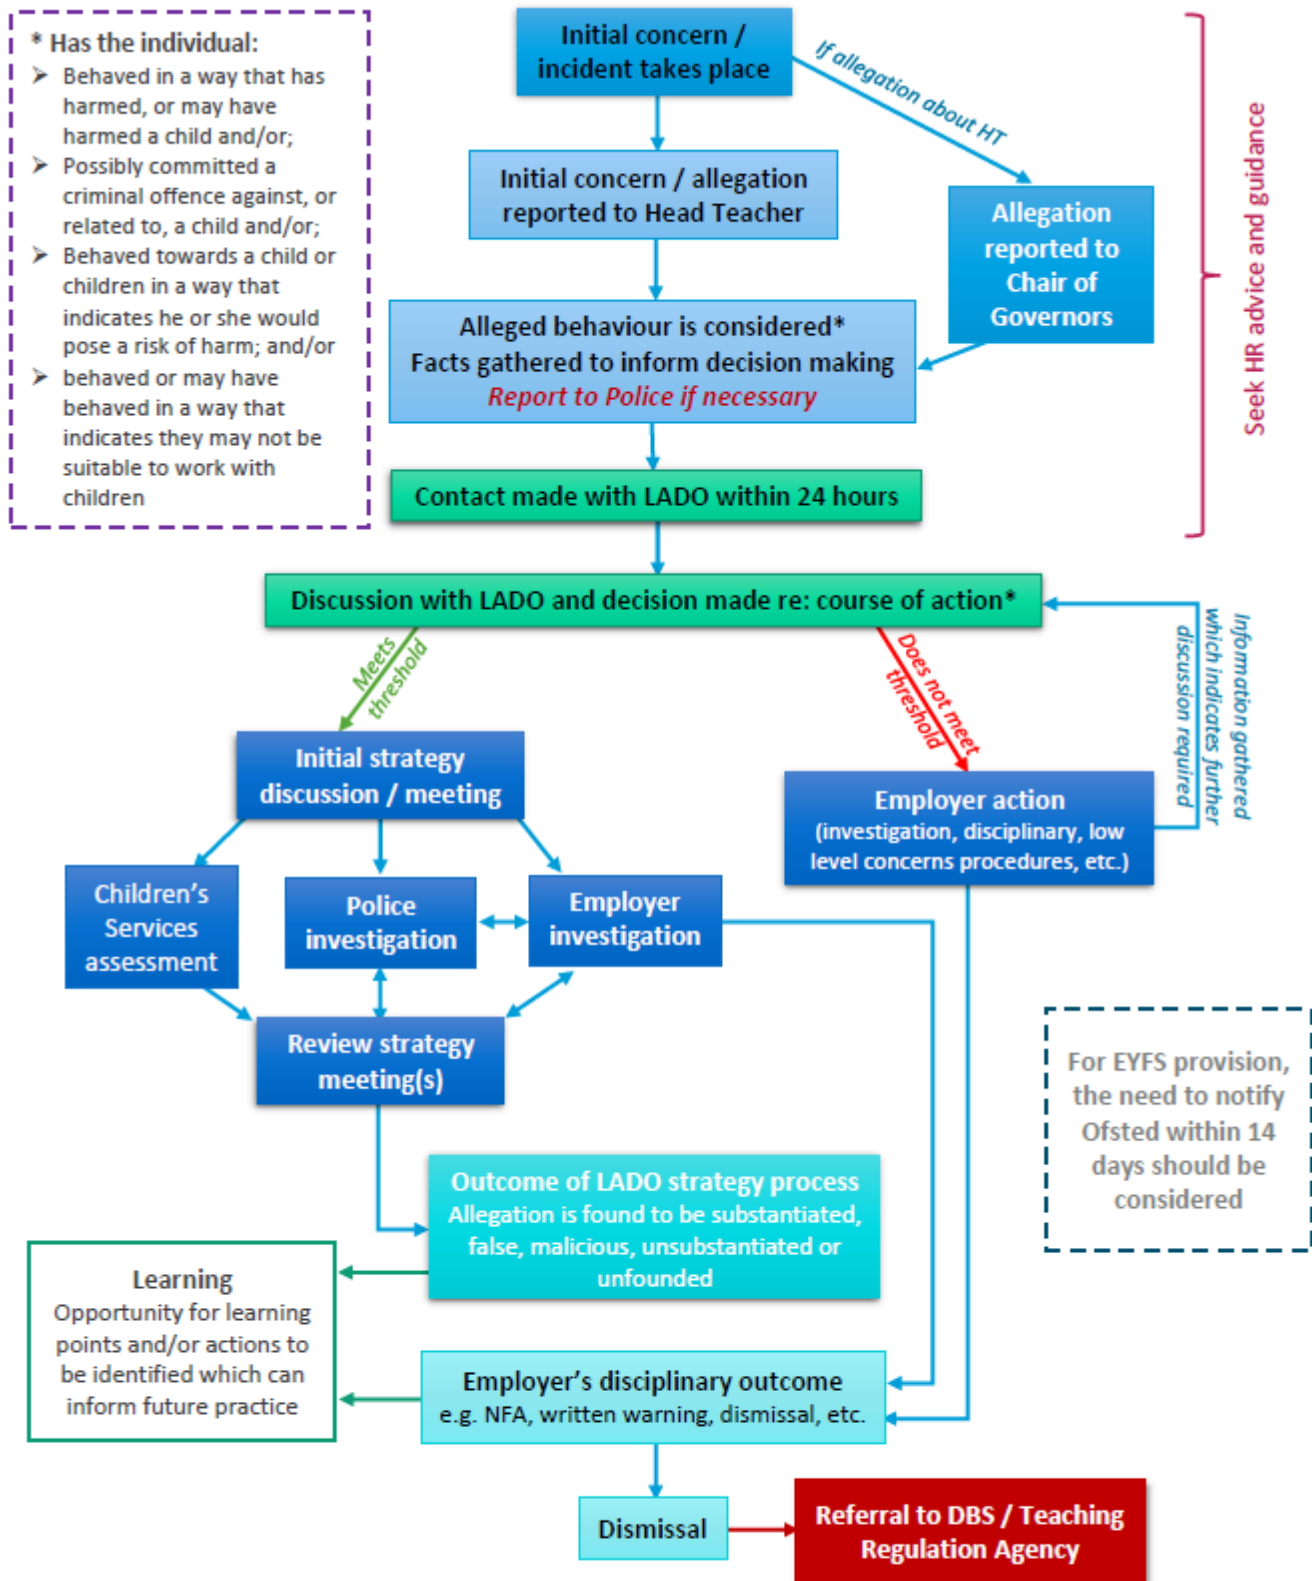 * Has the individual:
➤ Behaved in a way that has
harmed, or may have
harmed a child and/or;
➤ Possibly committed a
criminal offence against, or
related to, a child and/or;
➤ Behaved towards a child or
children in a way that
indicates he or she would
pose a risk of harm; and/or
➤ behaved or may have
behaved in a way that
indicates they may not be
suitable to work with
children
Initial concern /
incident takes place
If allegation about HT
Initial concern / allegation
reported to Head Teacher
Allegation
reported to
Chair of
Governors
Seek HR advice and guidance
Alleged behaviour is considered*
Facts gathered to inform decision making
Report to Police if necessary
Contact made with LADO within 24 hours
Discussion with LADO and decision made re: course of action*
Meets
threshold
Does not meet
threshold
Information gathered
which indicates further
discussion required
Initial strategy
discussion / meeting
Employer action
(investigation, disciplinary, low
level concerns procedures, etc.)
Children's
Services
assessment
Police
investigation
Employer
investigation
Review strategy
meeting(s)
For EYFS provision,
the need to notify
Ofsted within 14
days should be
considered
Outcome of LADO strategy process
Allegation is found to be substantiated,
false, malicious, unsubstantiated or
unfounded
Learning
Opportunity for learning
points and/or actions to
be identified which can
inform future practice
Employer's disciplinary outcome
e.g. NFA, written warning, dismissal, etc.
Dismissal
Referral to DBS / Teaching
Regulation Agency